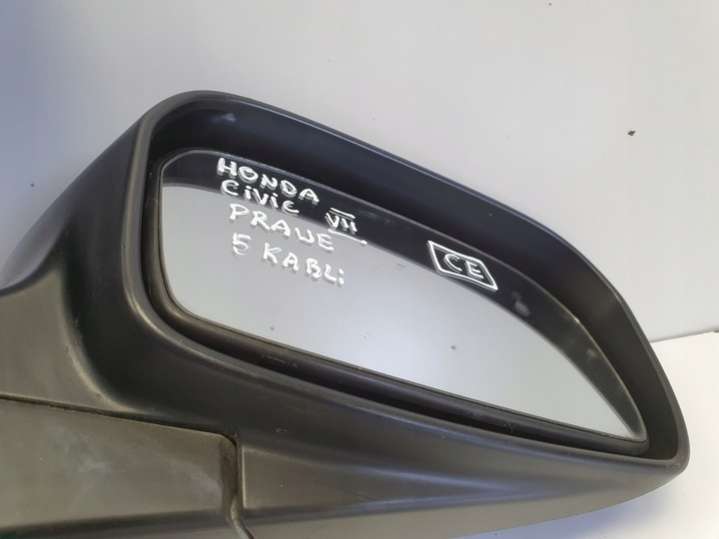 HONDA
CiViC VII
PRAWE
5 KABLi
CE